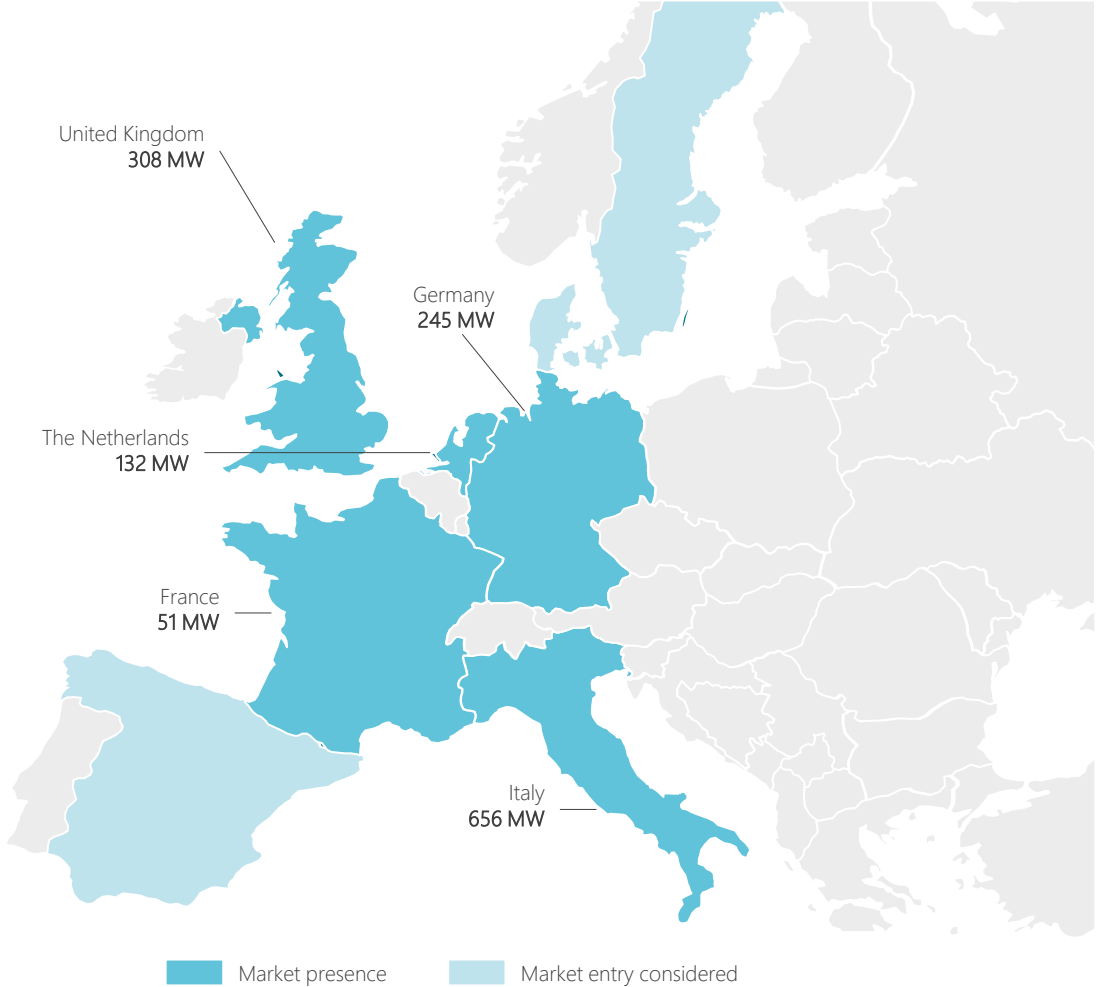 United Kingdom
308 MW
Germany
245 MW
The Netherlands
132 MW
France
51 MW
Italy
656 MW
Market presence
Market entry considered